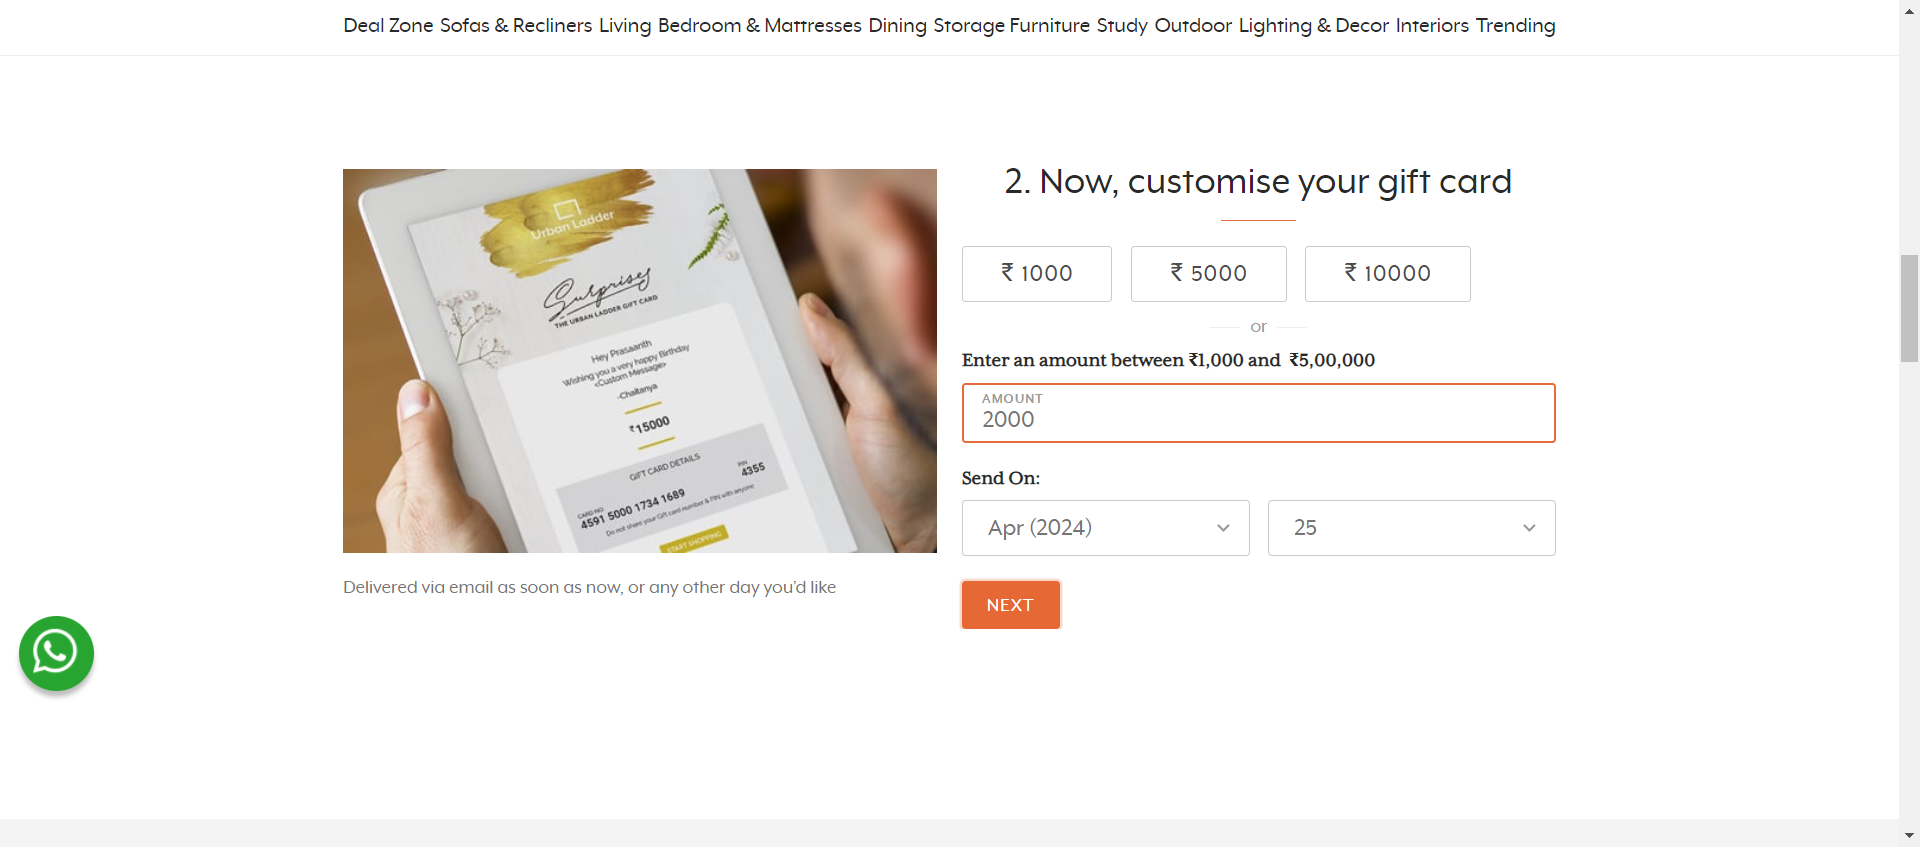 Deal Zone Sofas & Recliners Living Bedroom & Mattresses Dining Storage Furniture Study Outdoor Lighting & Decor Interiors Trending
Urban Ladder
Surprises
THE URBAN LADDER GIFT CARD
Hey Prasaanth
Wishing you a very happy Birthday
<Custom Message>
-Chaitanya
₹15000
GIFT CARD DETAILS
CARD NO.
4591 5000 1734 1689
PIN
4355
Do not share your Gift card number & PIN with anyone
START SHOPPING
Delivered via email as soon as now, or any other day you'd like
2. Now, customise your gift card
₹ 1000 ₹ 5000 ₹ 10000
or
Enter an amount between ₹1,000 and ₹5,00,000
AMOUNT
2000
Send On:
Apr (2024) 25
NEXT